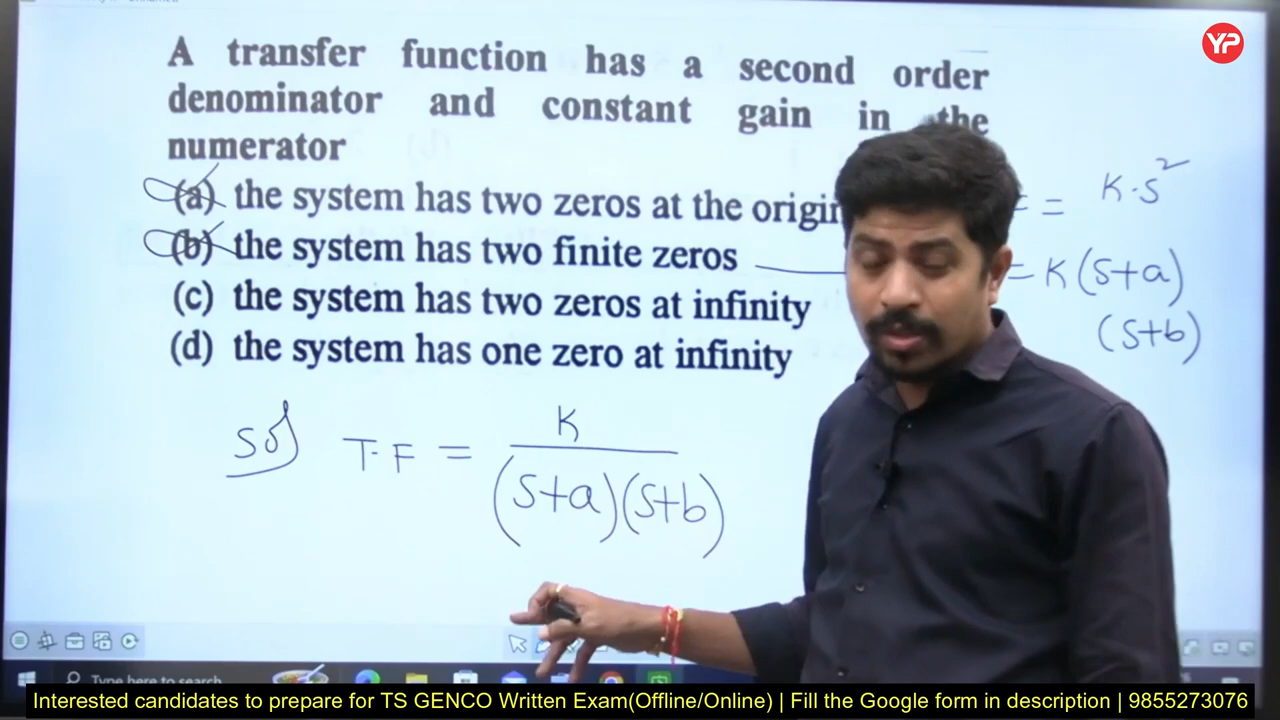 YP
A transfer function has a second order
denominator and constant gain in the
numerator
(a) the system has two zeros at the origin
(b) the system has two finite zeros
(c) the system has two zeros at infinity
(d) the system has one zero at infinity
= K·s²
= K(s+a)
(s+b)
Sol T·F = K
(s+a)(s+b)
Type here to search
Interested candidates to prepare for TS GENCO Written Exam(Offline/Online) | Fill the Google form in description | 9855273076